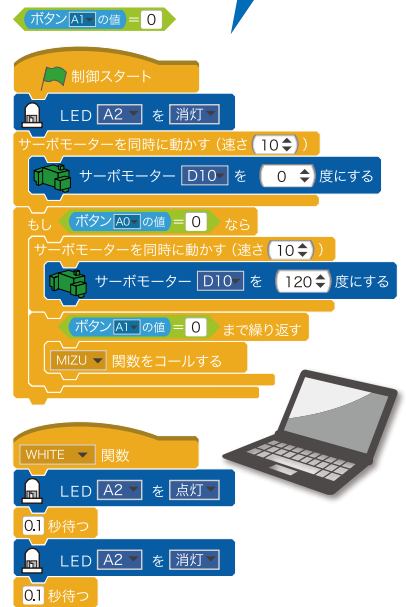 ボタン A1 の値 = 0
制御スタート
LED A2 を 消灯
サーボモーターを同時に動かす (速さ 10 )
サーボモーター D10 を 0 度にする
もし ボタン A0 の値 = 0 なら
サーボモーターを同時に動かす (速さ 10 )
サーボモーター D10 を 120 度にする
ボタン A1 の値 = 0 まで繰り返す
MIZU 関数をコールする
WHITE 関数
LED A2 を 点灯
0.1 秒待つ
LED A2 を 消灯
0.1 秒待つ